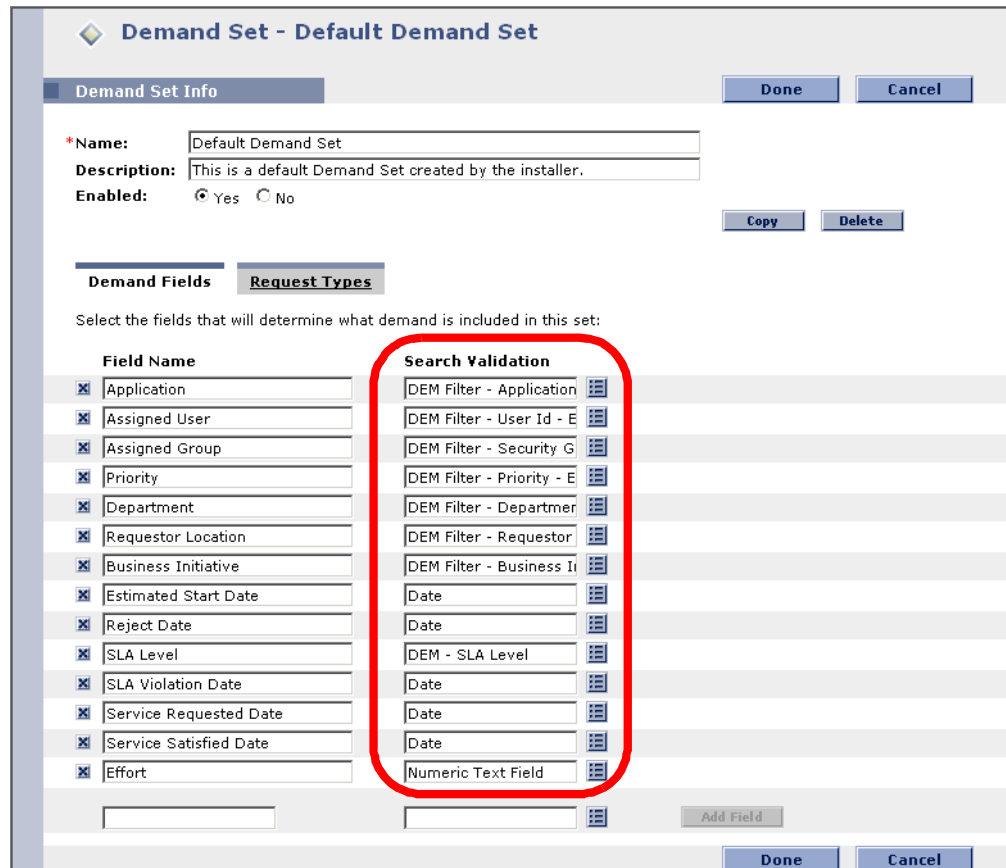 Demand Set - Default Demand Set
Demand Set Info
Done Cancel
*Name: Default Demand Set
Description: This is a default Demand Set created by the installer.
Enabled: Yes No
Copy Delete
Demand Fields Request Types
Select the fields that will determine what demand is included in this set:
Field Name Search Validation
Application DEM Filter - Application
Assigned User DEM Filter - User Id - E
Assigned Group DEM Filter - Security G
Priority DEM Filter - Priority - E
Department DEM Filter - Departmer
Requestor Location DEM Filter - Requestor
Business Initiative DEM Filter - Business I
Estimated Start Date Date
Reject Date Date
SLA Level DEM - SLA Level
SLA Violation Date Date
Service Requested Date Date
Service Satisfied Date Date
Effort Numeric Text Field
Add Field
Done Cancel